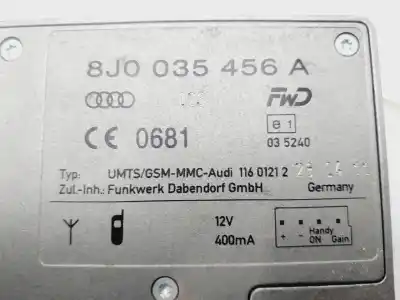 8J0 035 456 A
FWD
CE 0681
e1
03 5240
Typ: UMTS/GSM-MMC-Audi 116 0121 2
Zul.-Inh.: Funkwerk Dabendorf GmbH Germany
12V
400mA
+ - Handy ON Gain